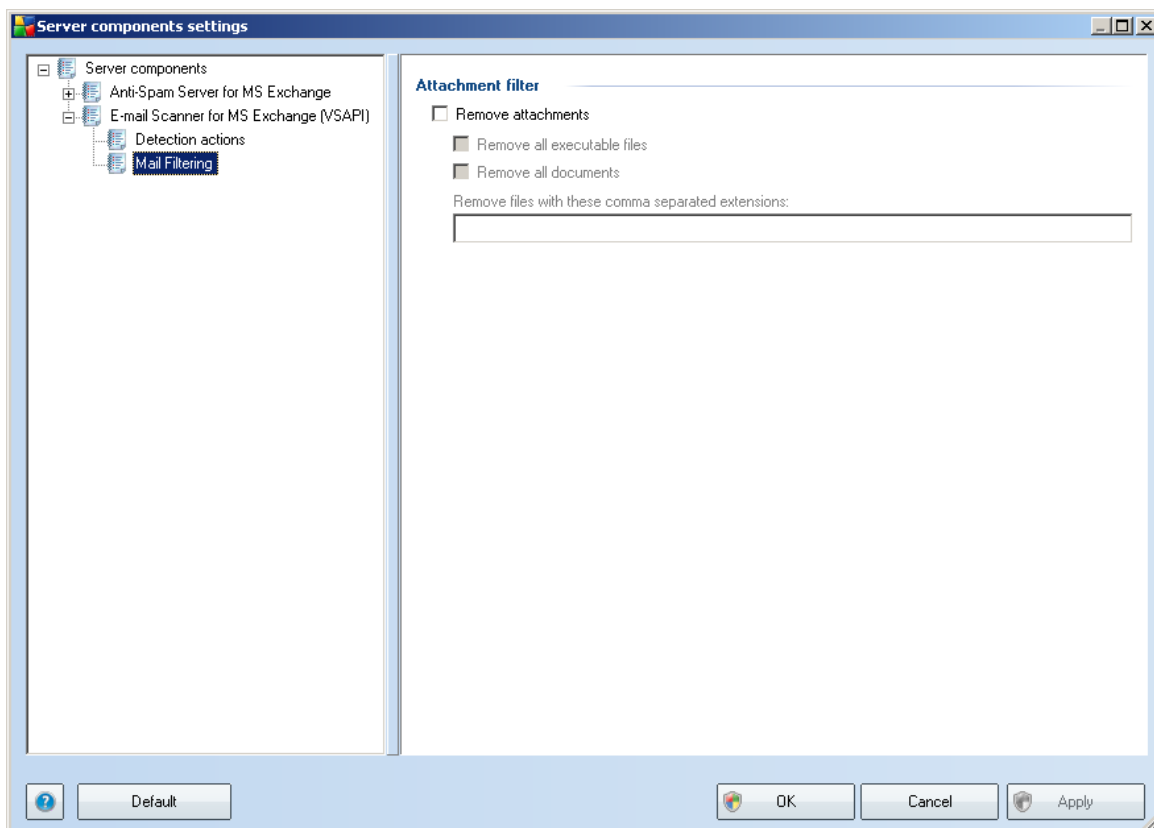 Server components settings
Server components
Anti-Spam Server for MS Exchange
E-mail Scanner for MS Exchange (VSAPI)
Detection actions
Mail Filtering
Attachment filter
Remove attachments
Remove all executable files
Remove all documents
Remove files with these comma separated extensions:
Default
OK
Cancel
Apply